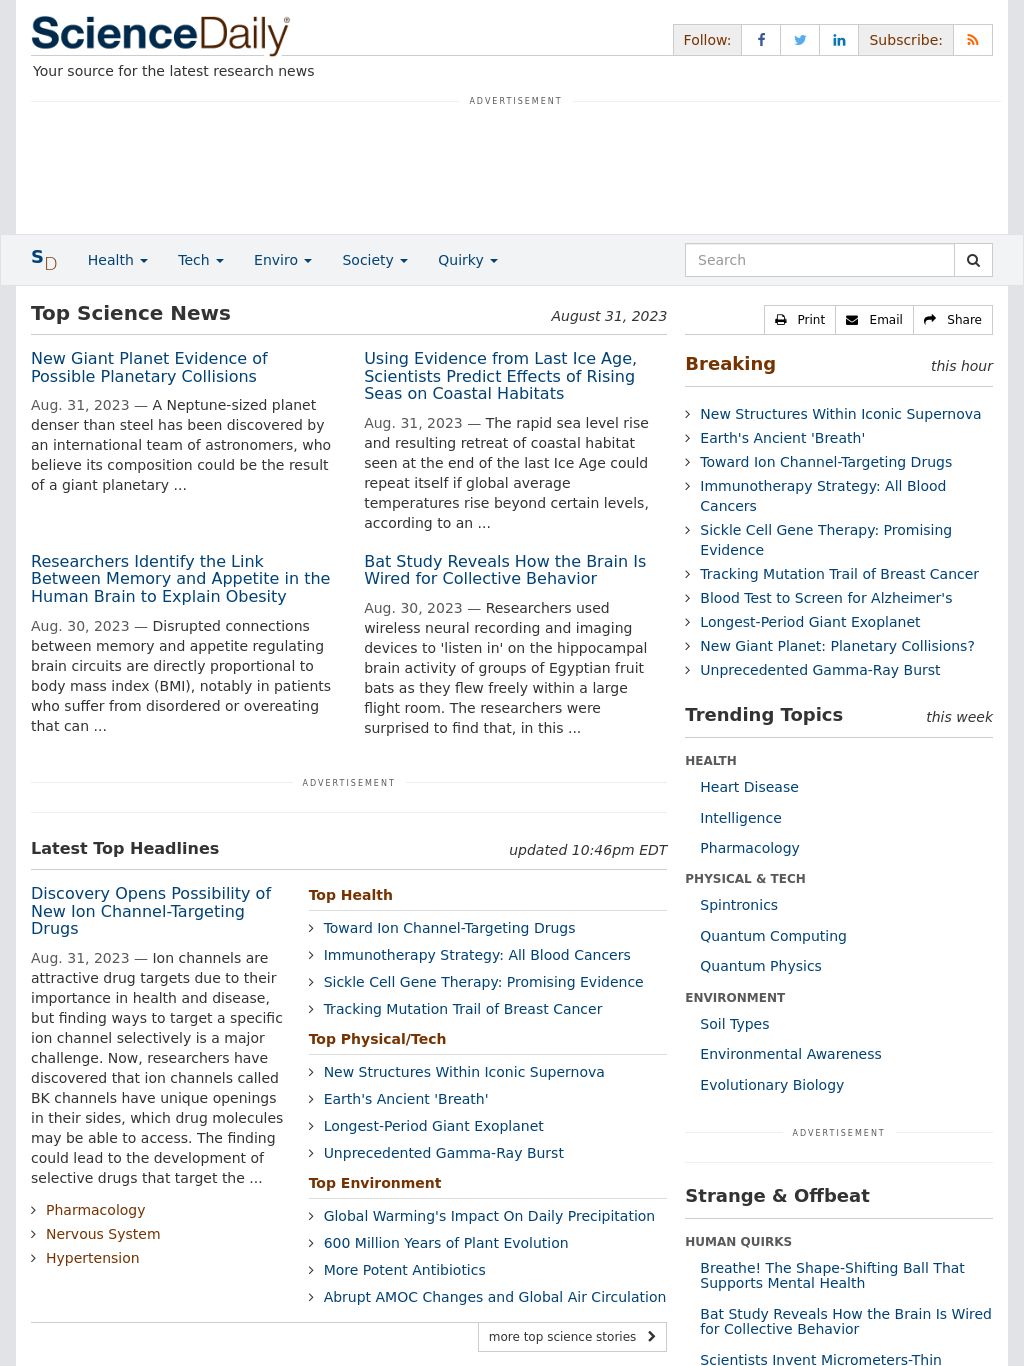 ScienceDaily®
Follow:
Subscribe:
Your source for the latest research news
ADVERTISEMENT
SD
Health
Tech
Enviro
Society
Quirky
Search
Top Science News
August 31, 2023
New Giant Planet Evidence of
Possible Planetary Collisions
Aug. 31, 2023 — A Neptune-sized planet
denser than steel has been discovered by
an international team of astronomers, who
believe its composition could be the result
of a giant planetary ...
Using Evidence from Last Ice Age,
Scientists Predict Effects of Rising
Seas on Coastal Habitats
Aug. 31, 2023 — The rapid sea level rise
and resulting retreat of coastal habitat
seen at the end of the last Ice Age could
repeat itself if global average
temperatures rise beyond certain levels,
according to an ...
Researchers Identify the Link
Between Memory and Appetite in the
Human Brain to Explain Obesity
Aug. 30, 2023 — Disrupted connections
between memory and appetite regulating
brain circuits are directly proportional to
body mass index (BMI), notably in patients
who suffer from disordered or overeating
that can ...
Bat Study Reveals How the Brain Is
Wired for Collective Behavior
Aug. 30, 2023 — Researchers used
wireless neural recording and imaging
devices to 'listen in' on the hippocampal
brain activity of groups of Egyptian fruit
bats as they flew freely within a large
flight room. The researchers were
surprised to find that, in this ...
ADVERTISEMENT
Latest Top Headlines
updated 10:46pm EDT
Discovery Opens Possibility of
New Ion Channel-Targeting
Drugs
Aug. 31, 2023 — Ion channels are
attractive drug targets due to their
importance in health and disease,
but finding ways to target a specific
ion channel selectively is a major
challenge. Now, researchers have
discovered that ion channels called
BK channels have unique openings
in their sides, which drug molecules
may be able to access. The finding
could lead to the development of
selective drugs that target the ...
Pharmacology
Nervous System
Hypertension
Top Health
Toward Ion Channel-Targeting Drugs
Immunotherapy Strategy: All Blood Cancers
Sickle Cell Gene Therapy: Promising Evidence
Tracking Mutation Trail of Breast Cancer
Top Physical/Tech
New Structures Within Iconic Supernova
Earth's Ancient 'Breath'
Longest-Period Giant Exoplanet
Unprecedented Gamma-Ray Burst
Top Environment
Global Warming's Impact On Daily Precipitation
600 Million Years of Plant Evolution
More Potent Antibiotics
Abrupt AMOC Changes and Global Air Circulation
more top science stories
Print
Email
Share
Breaking
this hour
New Structures Within Iconic Supernova
Earth's Ancient 'Breath'
Toward Ion Channel-Targeting Drugs
Immunotherapy Strategy: All Blood
Cancers
Sickle Cell Gene Therapy: Promising
Evidence
Tracking Mutation Trail of Breast Cancer
Blood Test to Screen for Alzheimer's
Longest-Period Giant Exoplanet
New Giant Planet: Planetary Collisions?
Unprecedented Gamma-Ray Burst
Trending Topics
this week
HEALTH
Heart Disease
Intelligence
Pharmacology
PHYSICAL & TECH
Spintronics
Quantum Computing
Quantum Physics
ENVIRONMENT
Soil Types
Environmental Awareness
Evolutionary Biology
ADVERTISEMENT
Strange & Offbeat
HUMAN QUIRKS
Breathe! The Shape-Shifting Ball That
Supports Mental Health
Bat Study Reveals How the Brain Is Wired
for Collective Behavior
Scientists Invent Micrometers-Thin